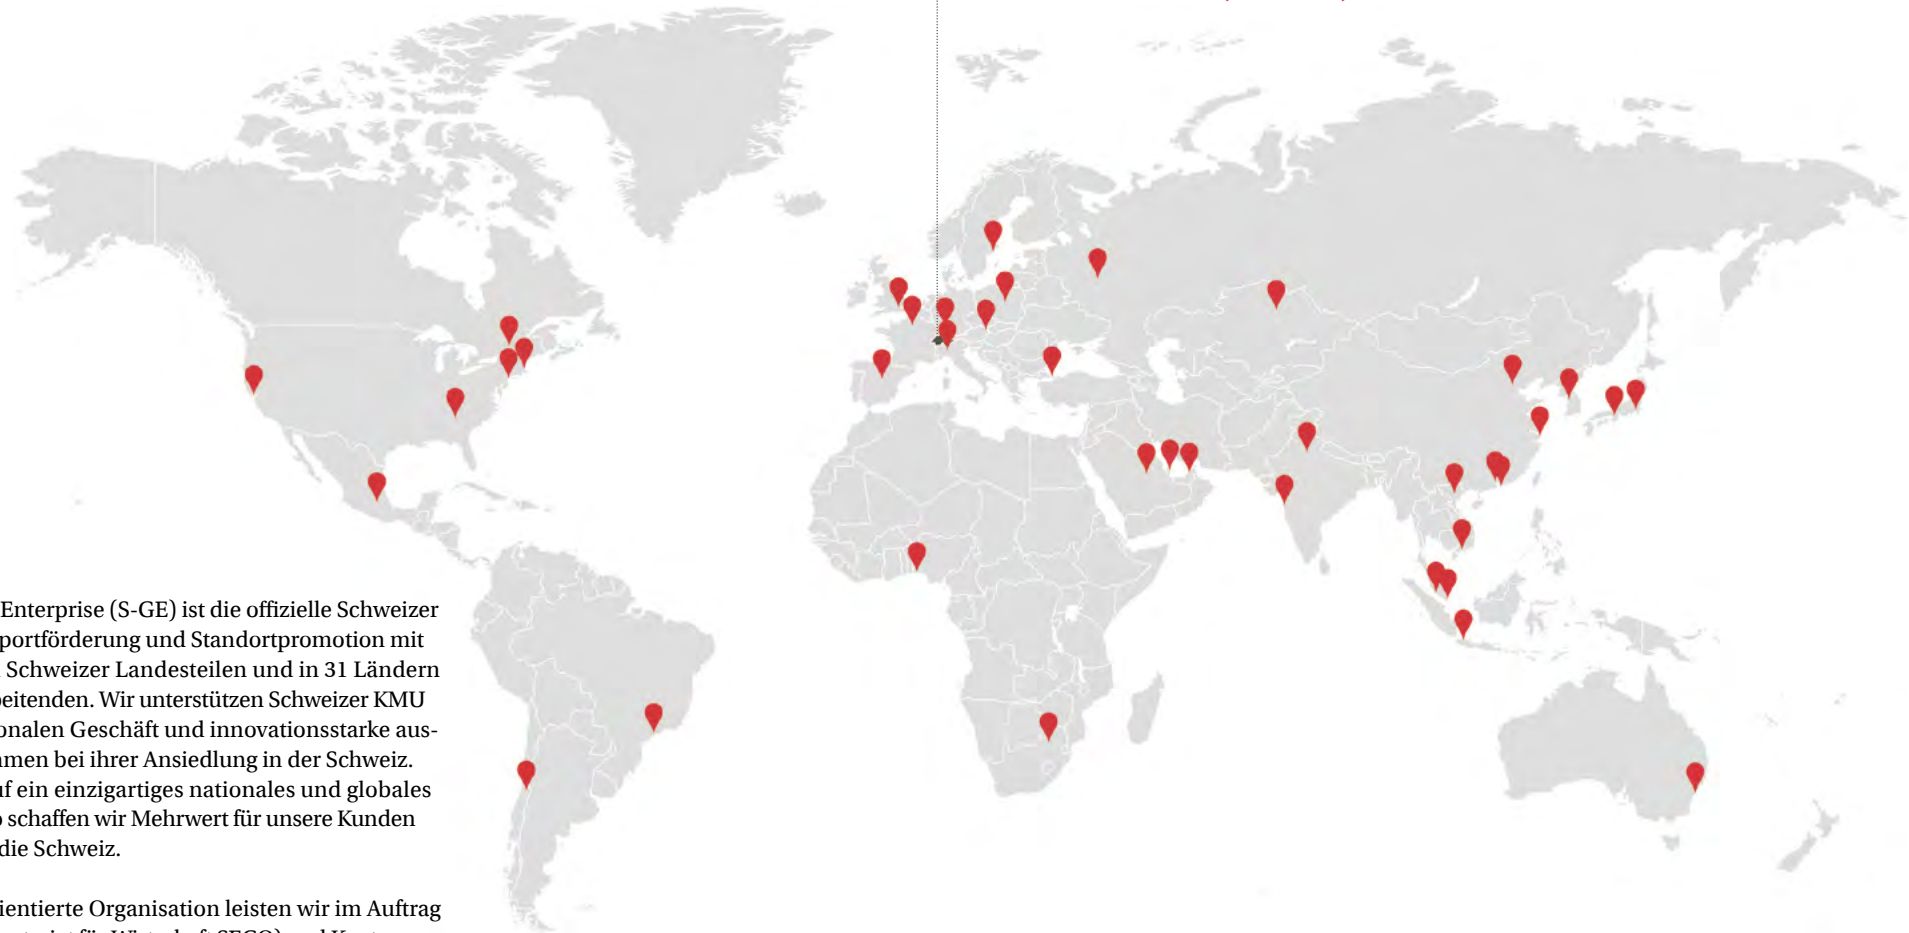 Enterprise (S-GE) ist die offizielle Schweizer
portförderung und Standortpromotion mit
Schweizer Landesteilen und in 31 Ländern
beitenden. Wir unterstützen Schweizer KMU
onalen Geschäft und innovationsstarke aus-
men bei ihrer Ansiedlung in der Schweiz.
uf ein einzigartiges nationales und globales
o schaffen wir Mehrwert für unsere Kunden
die Schweiz.
ientierte Organisation leisten wir im Auftrag